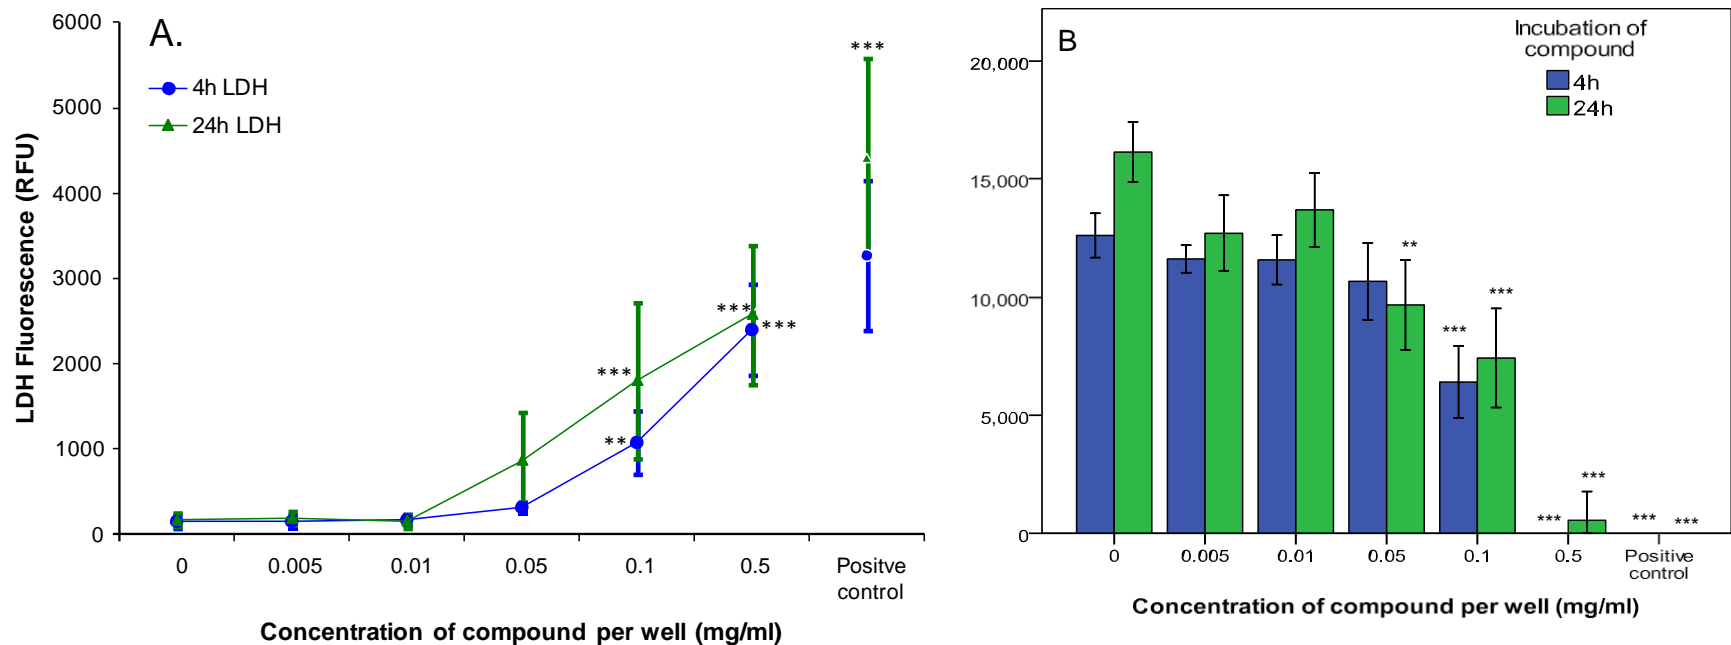 A.
4h LDH
24h LDH
LDH Fluorescence (RFU)
6000
5000
4000
3000
2000
1000
0
***
***
***
***
**
0
0.005
0.01
0.05
0.1
0.5
Positve
control
Concentration of compound per well (mg/ml)
B
Incubation of
compound
4h
24h
20,000
15,000
10,000
5,000
0
**
***
***
***
***
***
***
0
0.005
0.01
0.05
0.1
0.5
Positive
control
Concentration of compound per well (mg/ml)